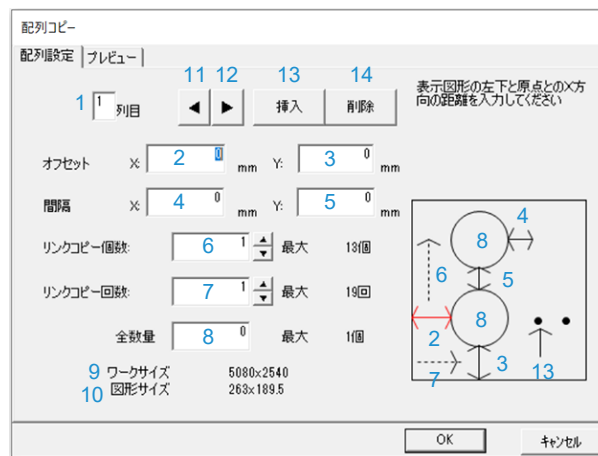 配列コピー
配列設定 プレビュー
11 12 13 14
1 1 列目 ◀ ▶ 挿入 削除
表示図形の左下と原点とのX方
向の距離を入力してください
オフセット X: 2 0 mm Y: 3 0 mm
間隔 X: 4 0 mm Y: 5 0 mm
リンクコピー個数: 6 1 最大 13個
リンクコピー回数: 7 1 最大 19回
全数量 8 0 最大 1個
9 ワークサイズ 5080x2540
10 図形サイズ 263x189.5
8 4
6 5
8
2
7 3 13
OK キャンセル